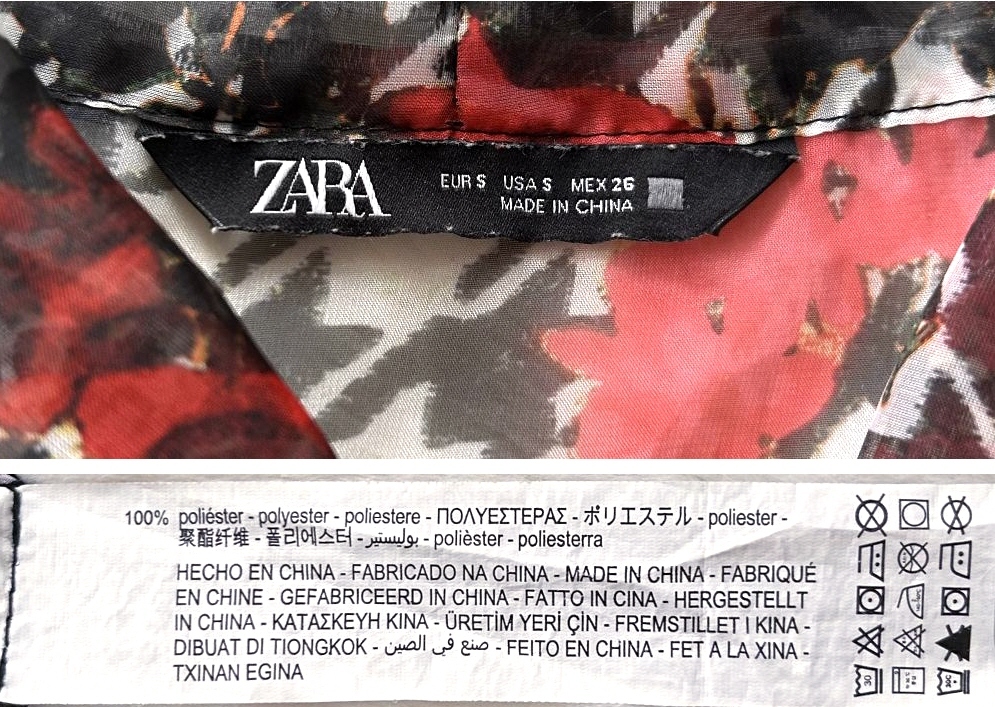 ZARA
EUR S USA S MEX 26
MADE IN CHINA
100% poliéster - polyester - poliestere - ΠΟΛΥΕΣΤΕΡΑΣ - ポリエステル - poliester -
聚酯纤维 - 폴리에스터 - بوليستير - polièster - poliesterra
HECHO EN CHINA - FABRICADO NA CHINA - MADE IN CHINA - FABRIQUÉ
EN CHINE - GEFABRICEERD IN CHINA - FATTO IN CINA - HERGESTELLT
IN CHINA - ΚΑΤΑΣΚΕΥΗ ΚΙΝΑ - ÜRETİM YERİ ÇİN - FREMSTILLET I KINA -
DIBUAT DI TIONGKOK - صنع في الصين - FEITO EN CHINA - FET A LA XINA -
TXINAN EGINA
30